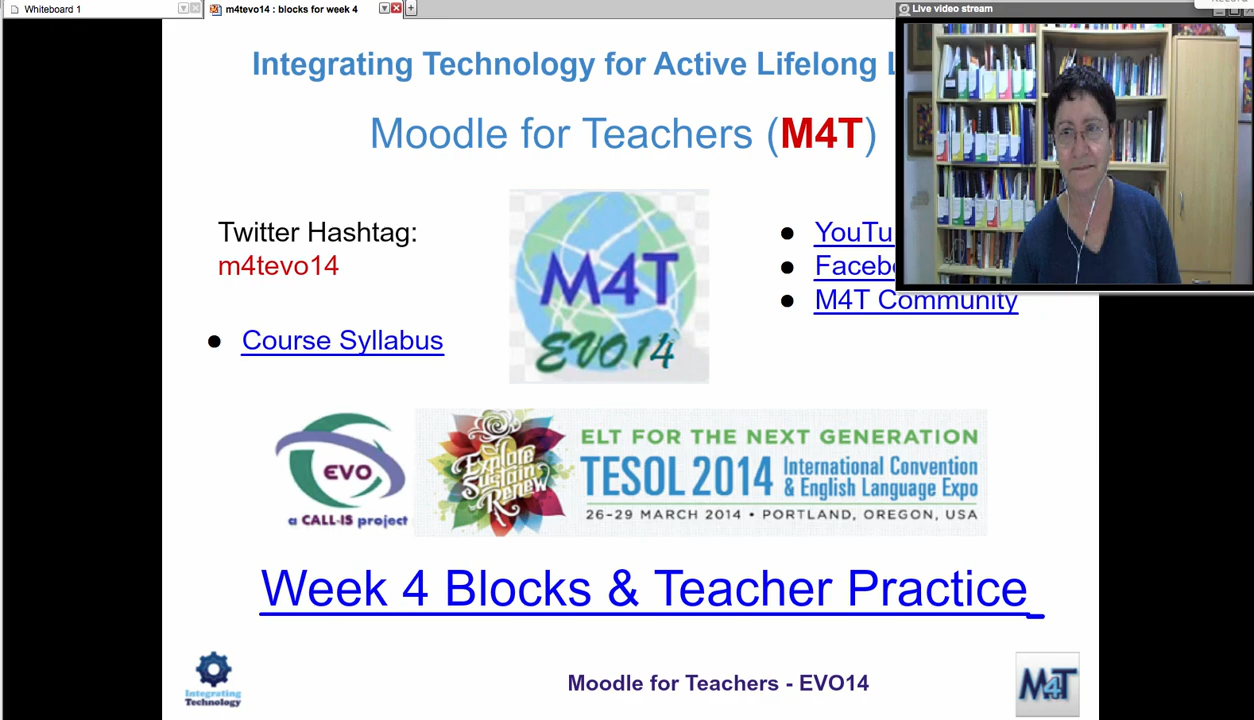 Whiteboard 1
m4tevo14 : blocks for week 4
Live video stream
Integrating Technology for Active Lifelong L
Moodle for Teachers (M4T)
Twitter Hashtag:
m4tevo14
Course Syllabus
M4T
EVO14
YouTu
Faceb
M4T Community
EVO
a CALL-IS project
Explore
Sustain
Renew
ELT FOR THE NEXT GENERATION
TESOL 2014 International Convention
& English Language Expo
26–29 MARCH 2014 • PORTLAND, OREGON, USA
Week 4 Blocks & Teacher Practice
Integrating
Technology
Moodle for Teachers - EVO14
M4T